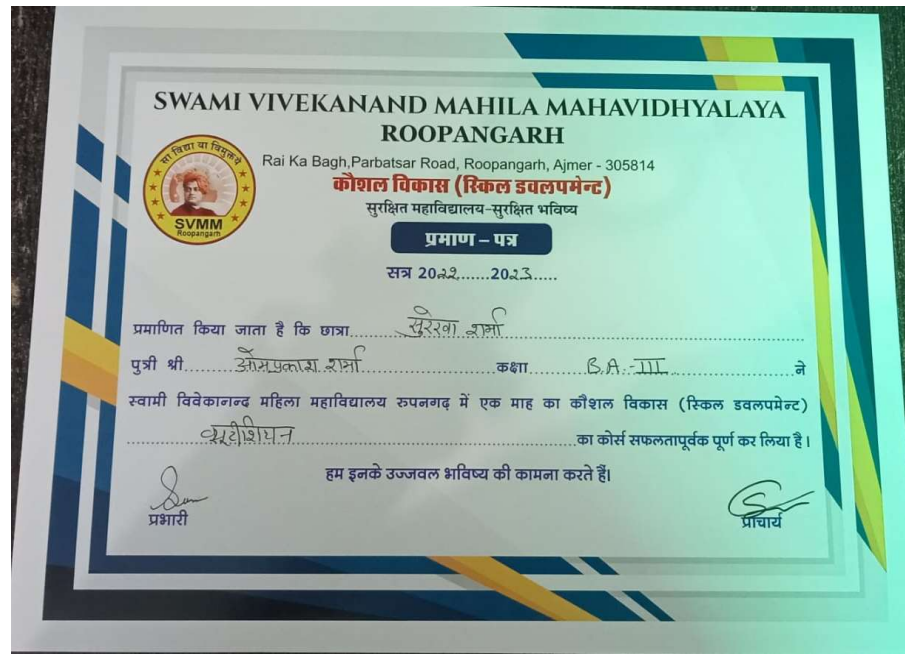 SWAMI VIVEKANAND MAHILA MAHAVIDHYALAYA
ROOPANGARH
Rai Ka Bagh,Parbatsar Road, Roopangarh, Ajmer - 305814
कौशल विकास (स्किल डवलपमेन्ट)
सुरक्षित महाविद्यालय-सुरक्षित भविष्य
सा विद्या या विमुक्तये
SVMM
Roopangarh
प्रमाण – पत्र
सत्र 2022......2023.....
प्रमाणित किया जाता है कि छात्रा......सुरेखा शर्मा......
पुत्री श्री......ओमप्रकाश शर्मा......कक्षा......B.A.-III......ने
स्वामी विवेकानन्द महिला महाविद्यालय रुपनगढ़ में एक माह का कौशल विकास (स्किल डवलपमेन्ट)
......ब्यूटीशियन......का कोर्स सफलतापूर्वक पूर्ण कर लिया है।
हम इनके उज्जवल भविष्य की कामना करते हैं।
प्रभारी
प्राचार्य